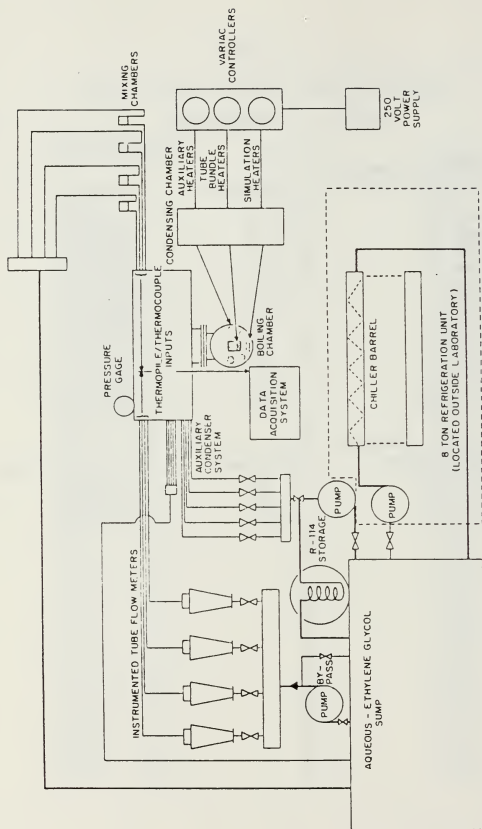 MIXING
CHAMBERS
VARIAC
CONTROLLERS
CONDENSING CHAMBER
AUXILIARY
HEATERS
TUBE
BUNDLE
HEATERS
SIMULATION
HEATERS
250
VOLT
POWER
SUPPLY
PRESSURE
GAGE
THERMOPILE/THERMOCOUPLE
INPUTS
BOILING
CHAMBER
DATA
ACQUISITION
SYSTEM
AUXILIARY
CONDENSER
SYSTEM
INSTRUMENTED TUBE FLOW METERS
R-114
STORAGE
PUMP
PUMP
CHILLER BARREL
8 TON REFRIGERATION UNIT
(LOCATED OUTSIDE LABORATORY)
PUMP
BY-
PASS
AQUEOUS - ETHYLENE GLYCOL
SUMP